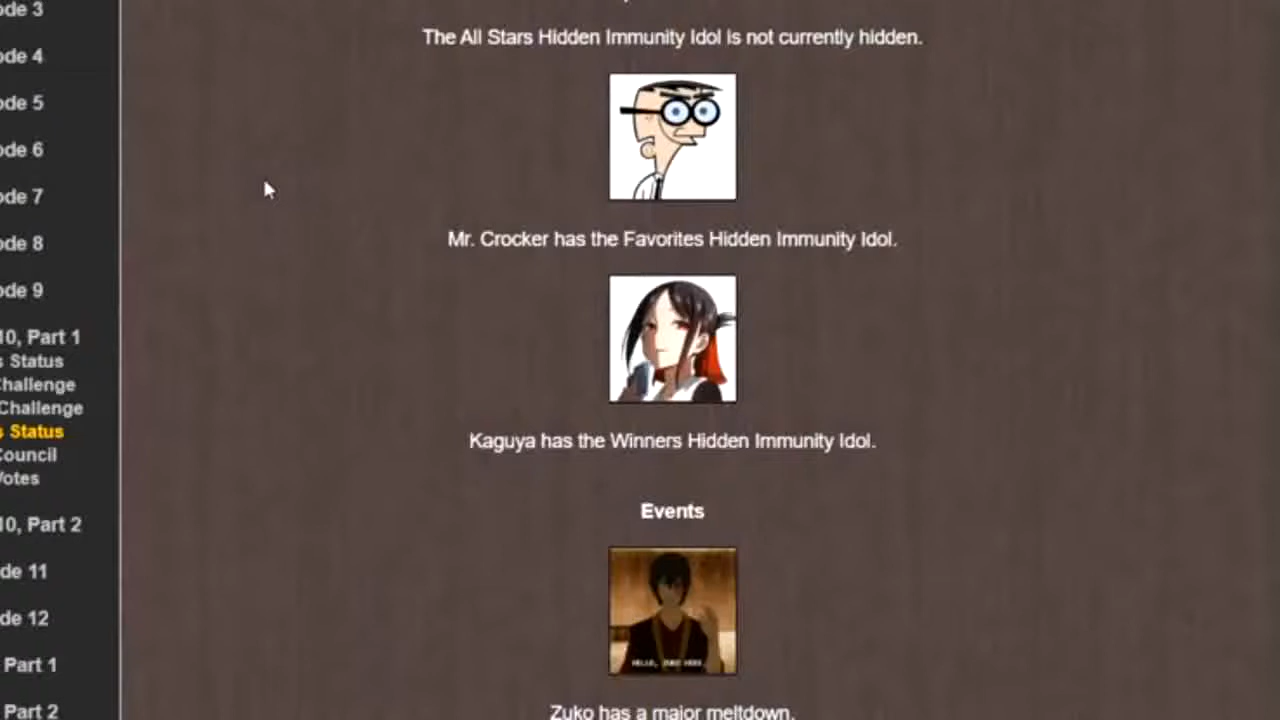 ode 3
ode 4
ode 5
ode 6
ode 7
ode 8
ode 9
10, Part 1
s Status
Challenge
Challenge
s Status
Council
Votes
10, Part 2
de 11
de 12
Part 1
Part 2
The All Stars Hidden Immunity Idol is not currently hidden.
Mr. Crocker has the Favorites Hidden Immunity Idol.
Kaguya has the Winners Hidden Immunity Idol.
Events
HELLO, ZUKO HERE.
Zuko has a major meltdown.